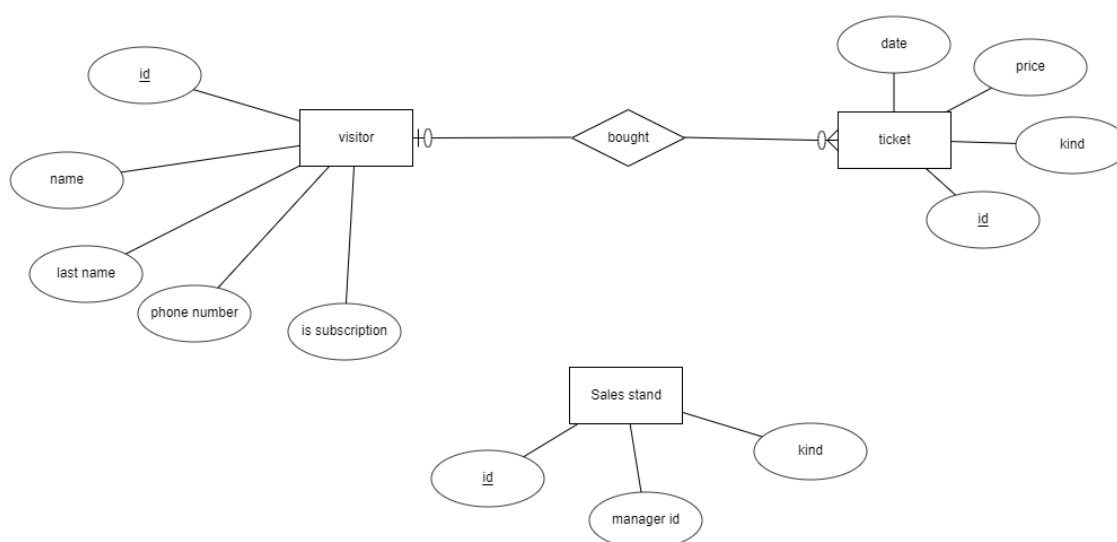 date
id
price
visitor
bought
ticket
kind
name
id
last name
phone number
is subscription
Sales stand
kind
id
manager id